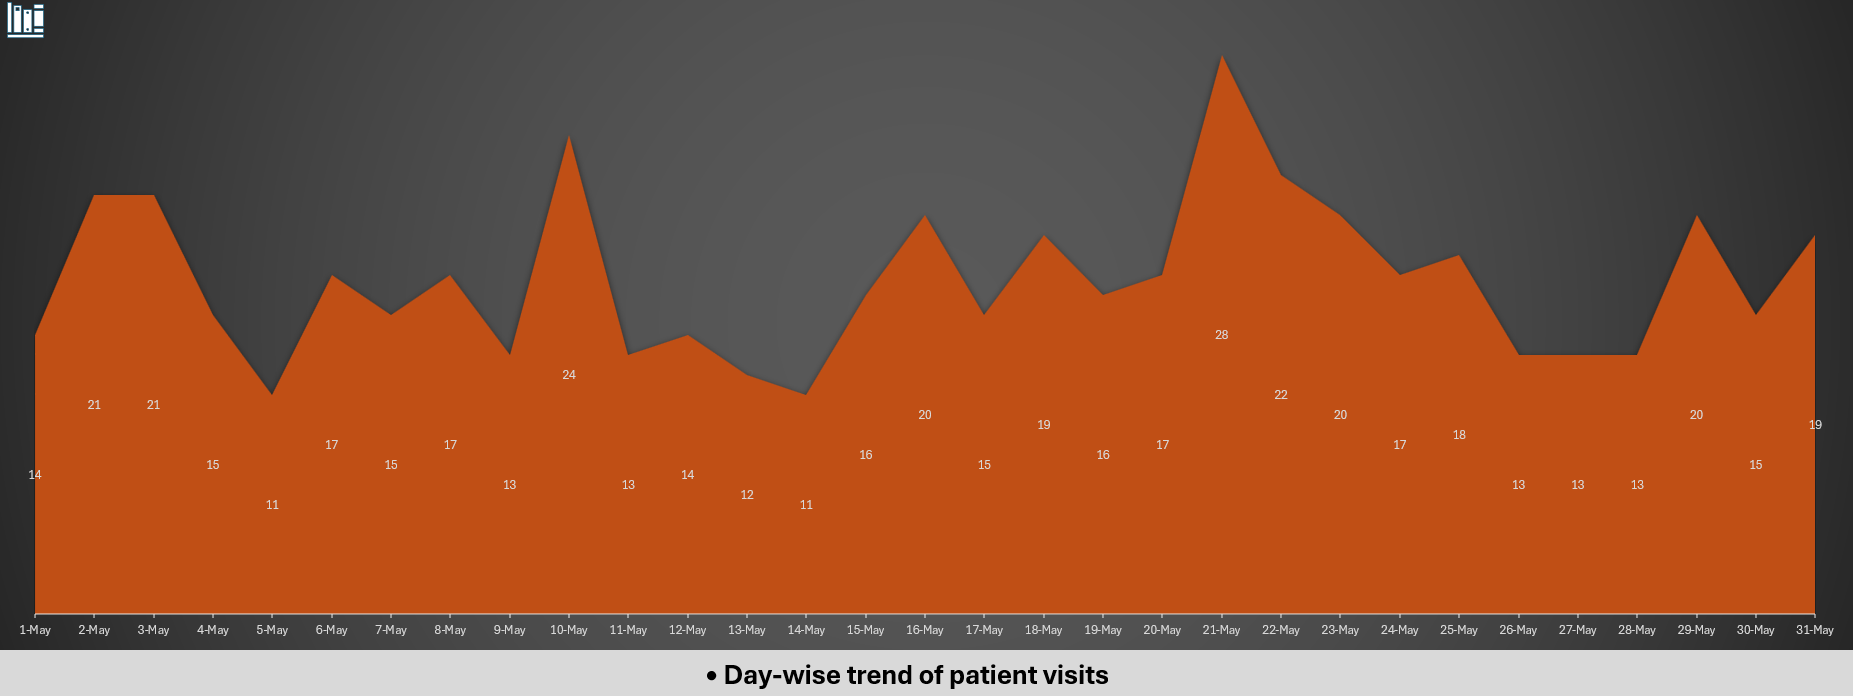 28
24
22
21 21 20 20 20
19 19
18
17 17 17 17
16 16
15 15 15 15
14 14
13 13 13 13 13
12
11 11
1-May 2-May 3-May 4-May 5-May 6-May 7-May 8-May 9-May 10-May 11-May 12-May 13-May 14-May 15-May 16-May 17-May 18-May 19-May 20-May 21-May 22-May 23-May 24-May 25-May 26-May 27-May 28-May 29-May 30-May 31-May
• Day-wise trend of patient visits